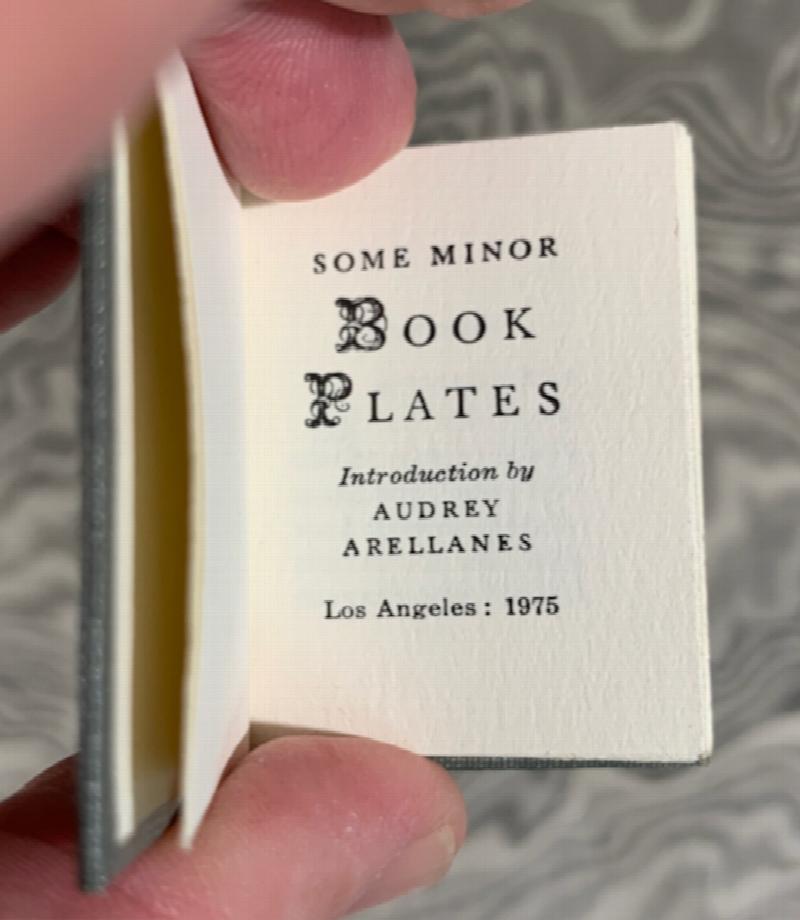 SOME MINOR
BOOK
PLATES
Introduction by
AUDREY
ARELLANES
Los Angeles : 1975